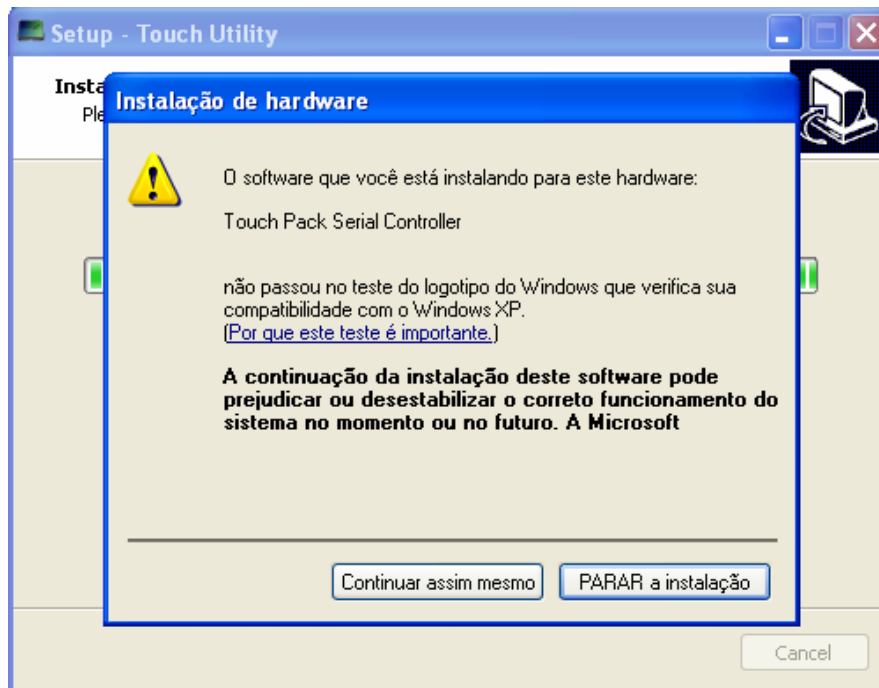 Setup - Touch Utility
Insta
Ple
Instalação de hardware
O software que você está instalando para este hardware:
Touch Pack Serial Controller
não passou no teste do logotipo do Windows que verifica sua
compatibilidade com o Windows XP.
(Por que este teste é importante.)
A continuação da instalação deste software pode
prejudicar ou desestabilizar o correto funcionamento do
sistema no momento ou no futuro. A Microsoft
Continuar assim mesmo
PARAR a instalação
Cancel